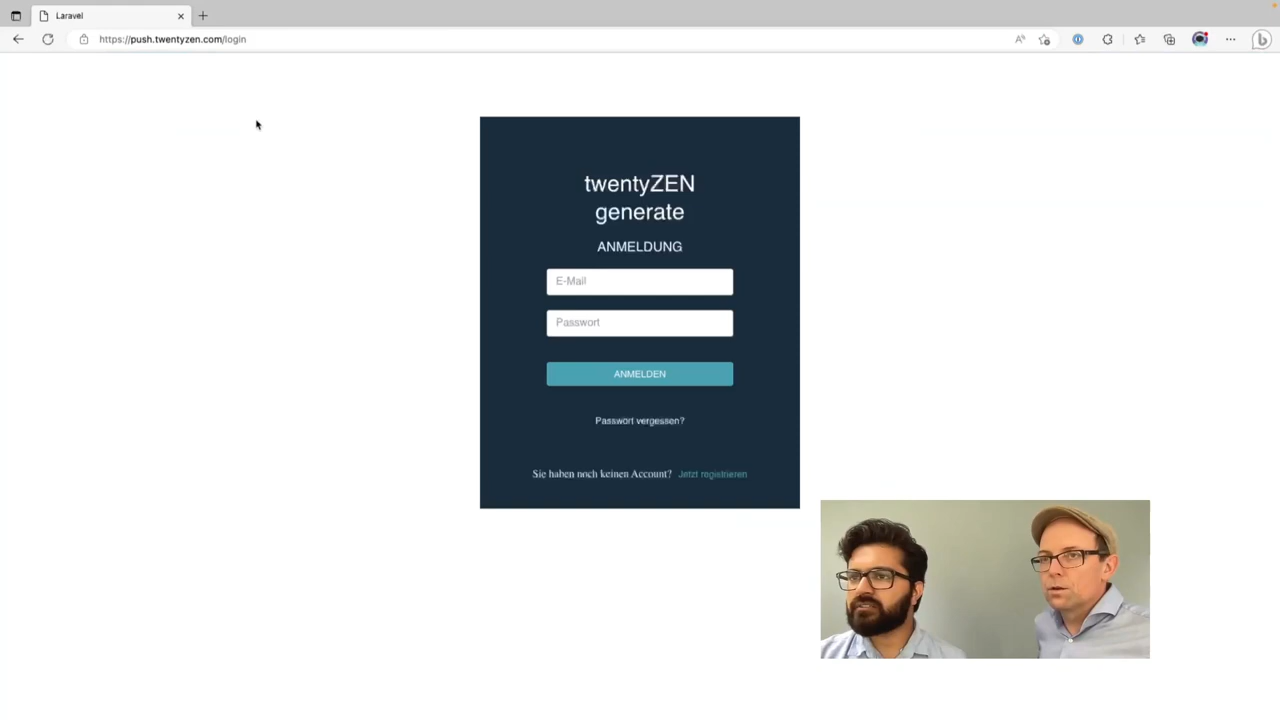 Laravel
https://push.twentyzen.com/login
twentyZEN
generate
ANMELDUNG
E-Mail
Passwort
ANMELDEN
Passwort vergessen?
Sie haben noch keinen Account? Jetzt registrieren